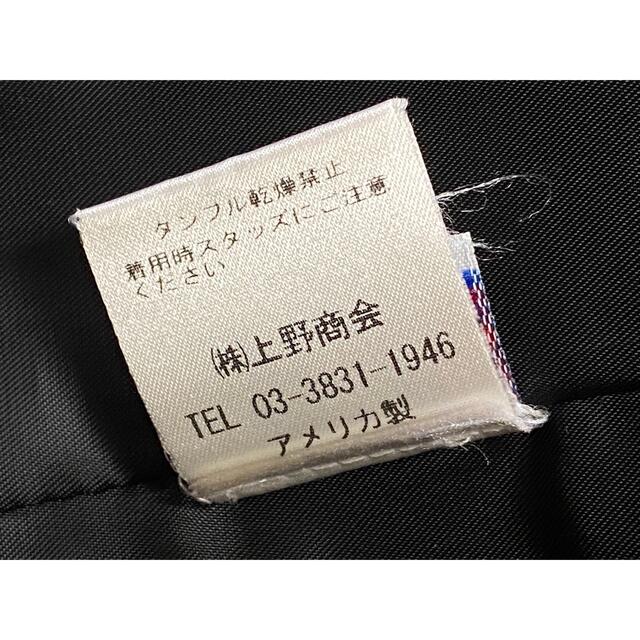 タンブル乾燥禁止
着用時スタッズにご注意
ください
㈱上野商会
TEL 03-3831-1946
アメリカ製